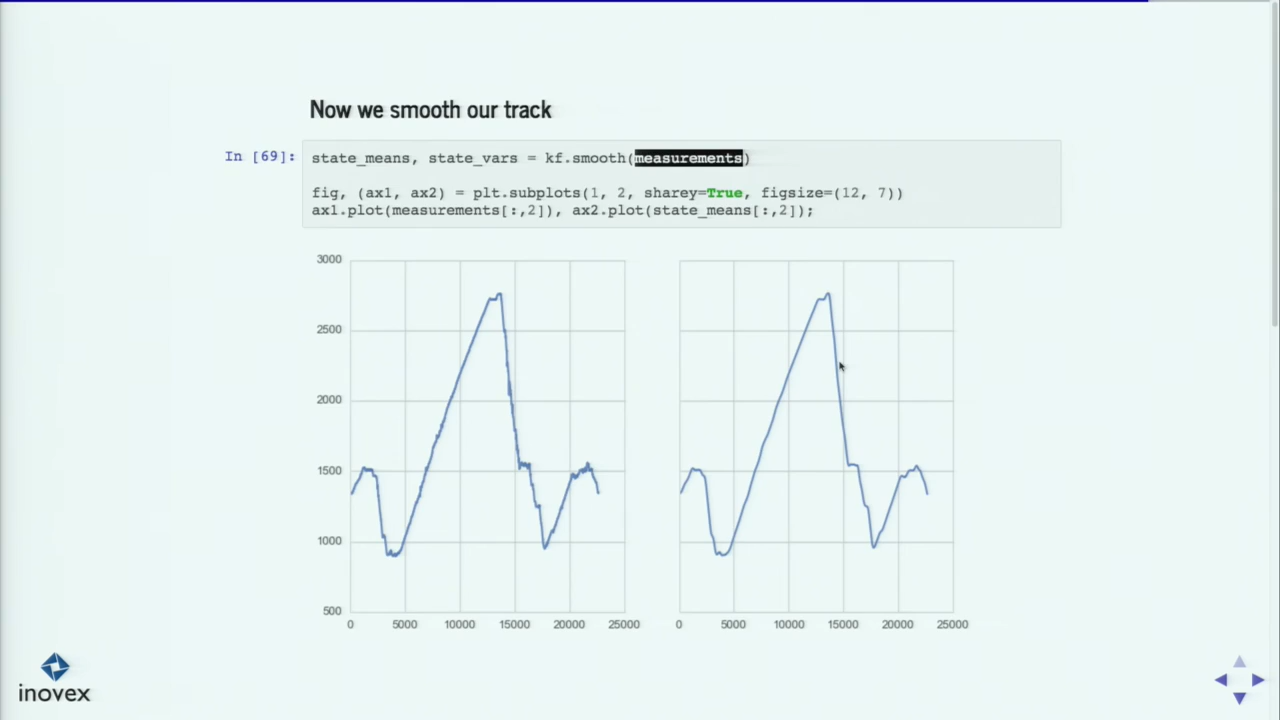 Now we smooth our track
In [69]:
state_means, state_vars = kf.smooth(measurements)
fig, (ax1, ax2) = plt.subplots(1, 2, sharey=True, figsize=(12, 7))
ax1.plot(measurements[:,2]), ax2.plot(state_means[:,2]);
3000
2500
2000
1500
1000
500
0 5000 10000 15000 20000 25000
0 5000 10000 15000 20000 25000
inovex